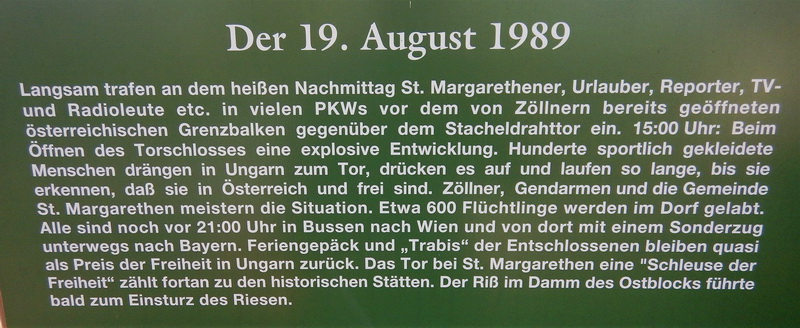 Der 19. August 1989
Langsam trafen an dem heißen Nachmittag St. Margarethener, Urlauber, Reporter, TV-
und Radioleute etc. in vielen PKWs vor dem von Zöllnern bereits geöffneten
österreichischen Grenzbalken gegenüber dem Stacheldrahttor ein. 15:00 Uhr: Beim
Öffnen des Torschlosses eine explosive Entwicklung. Hunderte sportlich gekleidete
Menschen drängen in Ungarn zum Tor, drücken es auf und laufen so lange, bis sie
erkennen, daß sie in Österreich und frei sind. Zöllner, Gendarmen und die Gemeinde
St. Margarethen meistern die Situation. Etwa 600 Flüchtlinge werden im Dorf gelabt.
Alle sind noch vor 21:00 Uhr in Bussen nach Wien und von dort mit einem Sonderzug
unterwegs nach Bayern. Feriengepäck und „Trabis“ der Entschlossenen bleiben quasi
als Preis der Freiheit in Ungarn zurück. Das Tor bei St. Margarethen eine "Schleuse der
Freiheit“ zählt fortan zu den historischen Stätten. Der Riß im Damm des Ostblocks führte
bald zum Einsturz des Riesen.